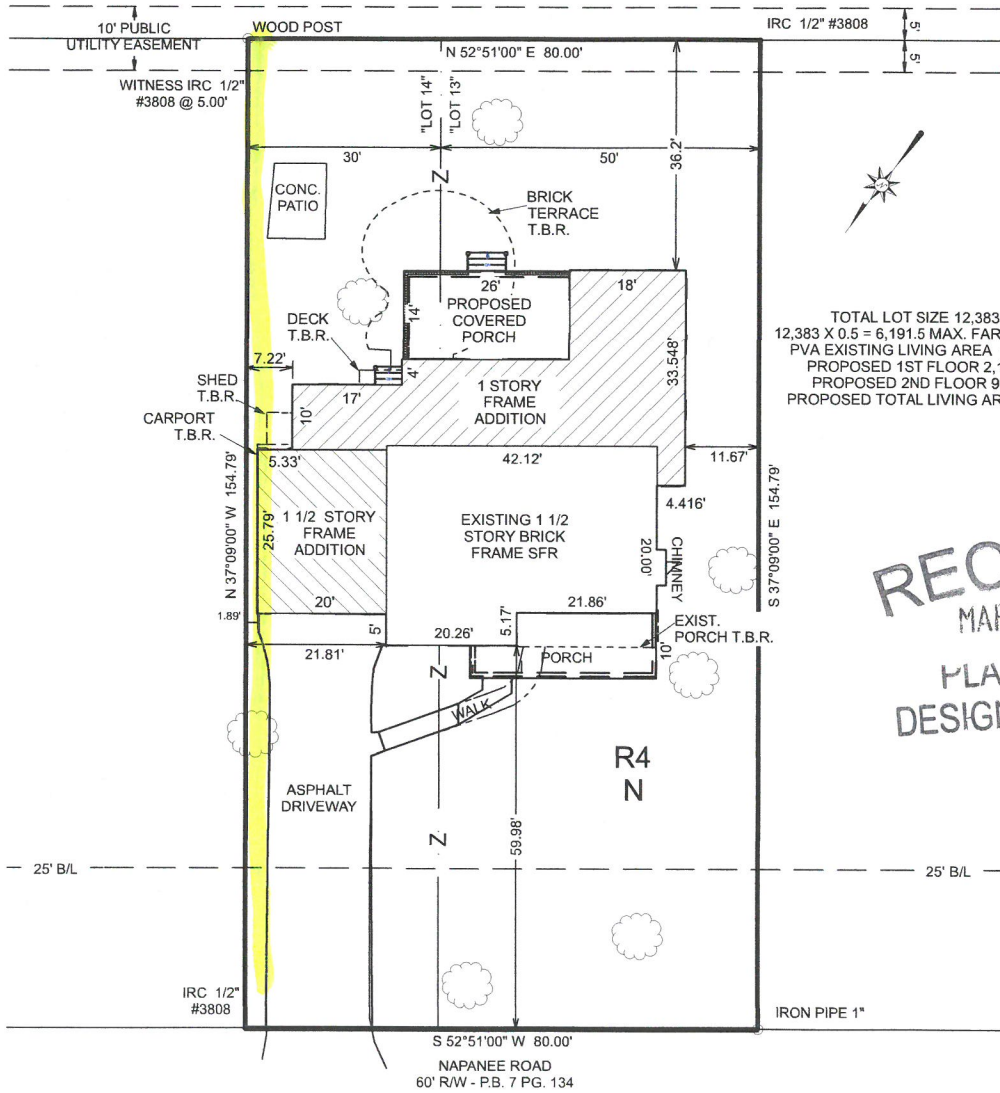 10' PUBLIC
UTILITY EASEMENT
WOOD POST
IRC 1/2" #3808
5'
5'
N 52°51'00" E 80.00'
WITNESS IRC 1/2"
#3808 @ 5.00'
"LOT 14"
"LOT 13"
30'
50'
36.2'
Z
CONC.
PATIO
BRICK
TERRACE
T.B.R.
26'
18'
PROPOSED
COVERED
PORCH
14'
DECK
T.B.R.
4'
33.548'
TOTAL LOT SIZE 12,383
12,383 X 0.5 = 6,191.5 MAX. FAR
PVA EXISTING LIVING AREA
PROPOSED 1ST FLOOR 2,
PROPOSED 2ND FLOOR 9
PROPOSED TOTAL LIVING AR
7.22'
SHED
T.B.R.
17'
10'
1 STORY
FRAME
ADDITION
CARPORT
T.B.R.
5.33'
42.12'
11.67'
4.416'
N 37°09'00" W 154.79'
25.79'
1 1/2 STORY
FRAME
ADDITION
EXISTING 1 1/2
STORY BRICK
FRAME SFR
20.00'
CHIMNEY
S 37°09'00" E 154.79'
1.89'
20'
21.86'
EXIST.
PORCH T.B.R.
5'
20.26'
5.17'
10'
21.81'
PORCH
Z
WALK
REC
MA
PLA
DESIG
R4
N
ASPHALT
DRIVEWAY
Z
59.98'
25' B/L
25' B/L
IRC 1/2"
#3808
IRON PIPE 1"
S 52°51'00" W 80.00'
NAPANEE ROAD
60' R/W - P.B. 7 PG. 134